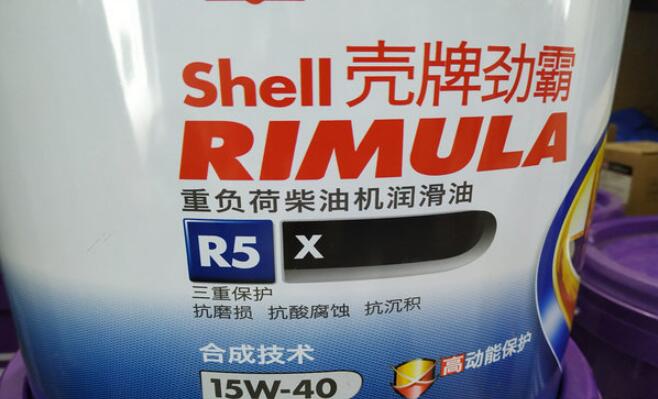 Shell 壳牌劲霸
RIMULA
重负荷柴油机润滑油
R5 X
三重保护
抗磨损 抗酸腐蚀 抗沉积
合成技术
高动能保护
15W-40